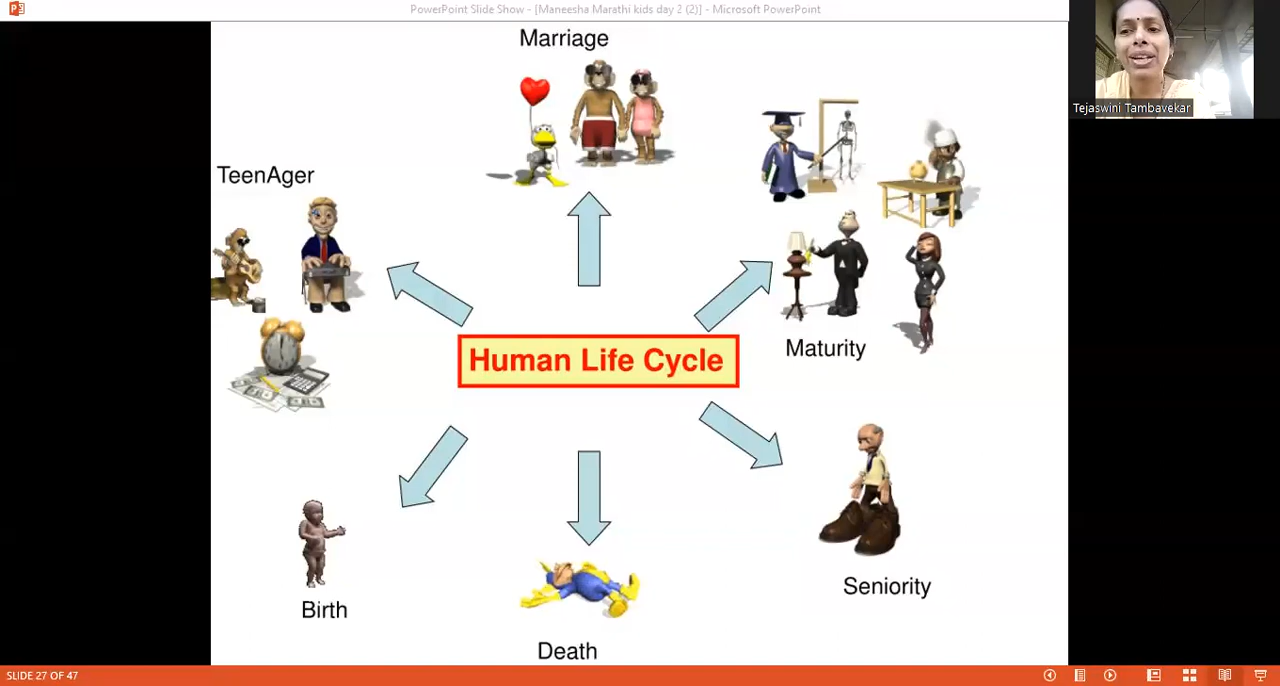 PowerPoint Slide Show - [Maneesha Marathi kids day 2 (2)] - Microsoft PowerPoint
Marriage
Tejaswini Tambavekar
TeenAger
Maturity
Human Life Cycle
Seniority
Birth
Death
SLIDE 27 OF 47